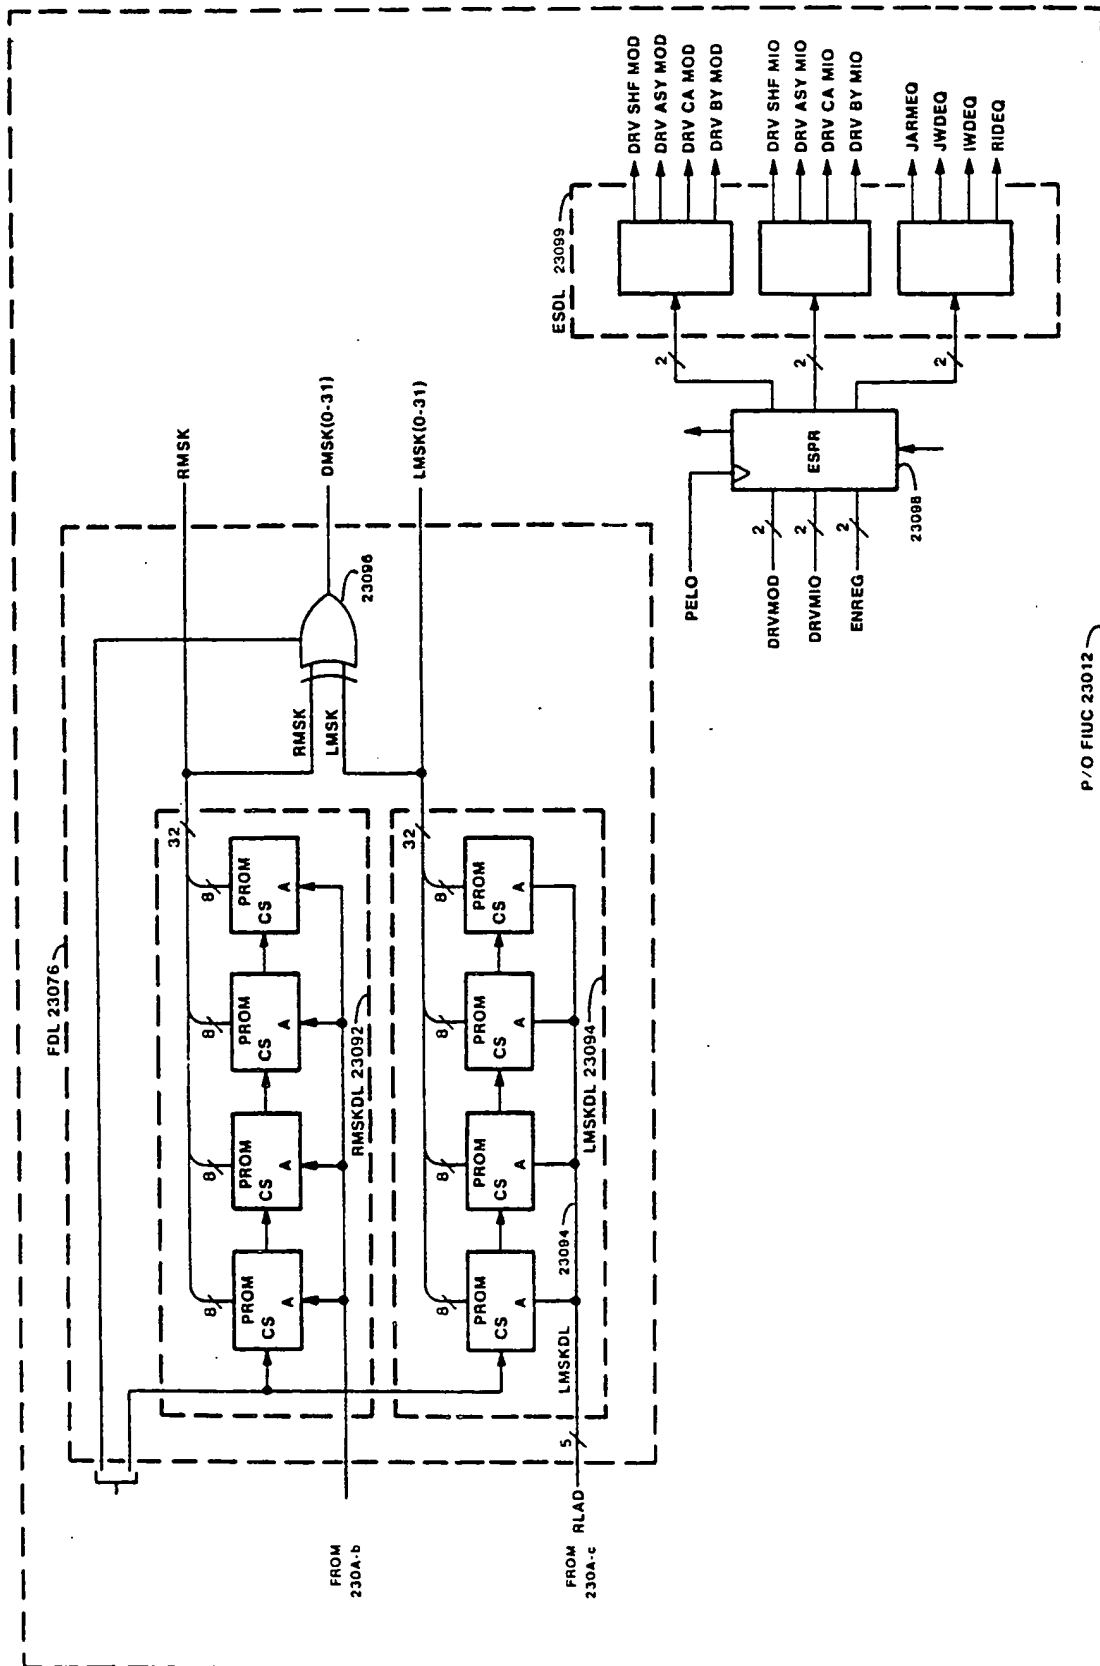 FDL 23076
RMSK
DMSK(0-31)
LMSK(0-31)
32
8
8
8
8
PROM
CS
A
PROM
CS
A
PROM
CS
A
PROM
CS
A
RMSKDL 23092
RMSK
LMSK
23096
32
8
8
8
8
PROM
CS
A
PROM
CS
A
PROM
CS
A
PROM
CS
A
LMSKDL
23094
LMSKDL 23094
5
FROM
230A-b
FROM RLAD
230A-c
PELO
DRVMOD
DRVMIO
ENREG
2
2
2
ESPR
23098
2
2
2
ESDL 23099
DRV SHF MOD
DRV ASY MOD
DRV CA MOD
DRV BY MOD
DRV SHF MIO
DRV ASY MIO
DRV CA MIO
DRV BY MIO
JARMEQ
JWDEQ
IWDEQ
RIDEQ
P/O FIUC 23012